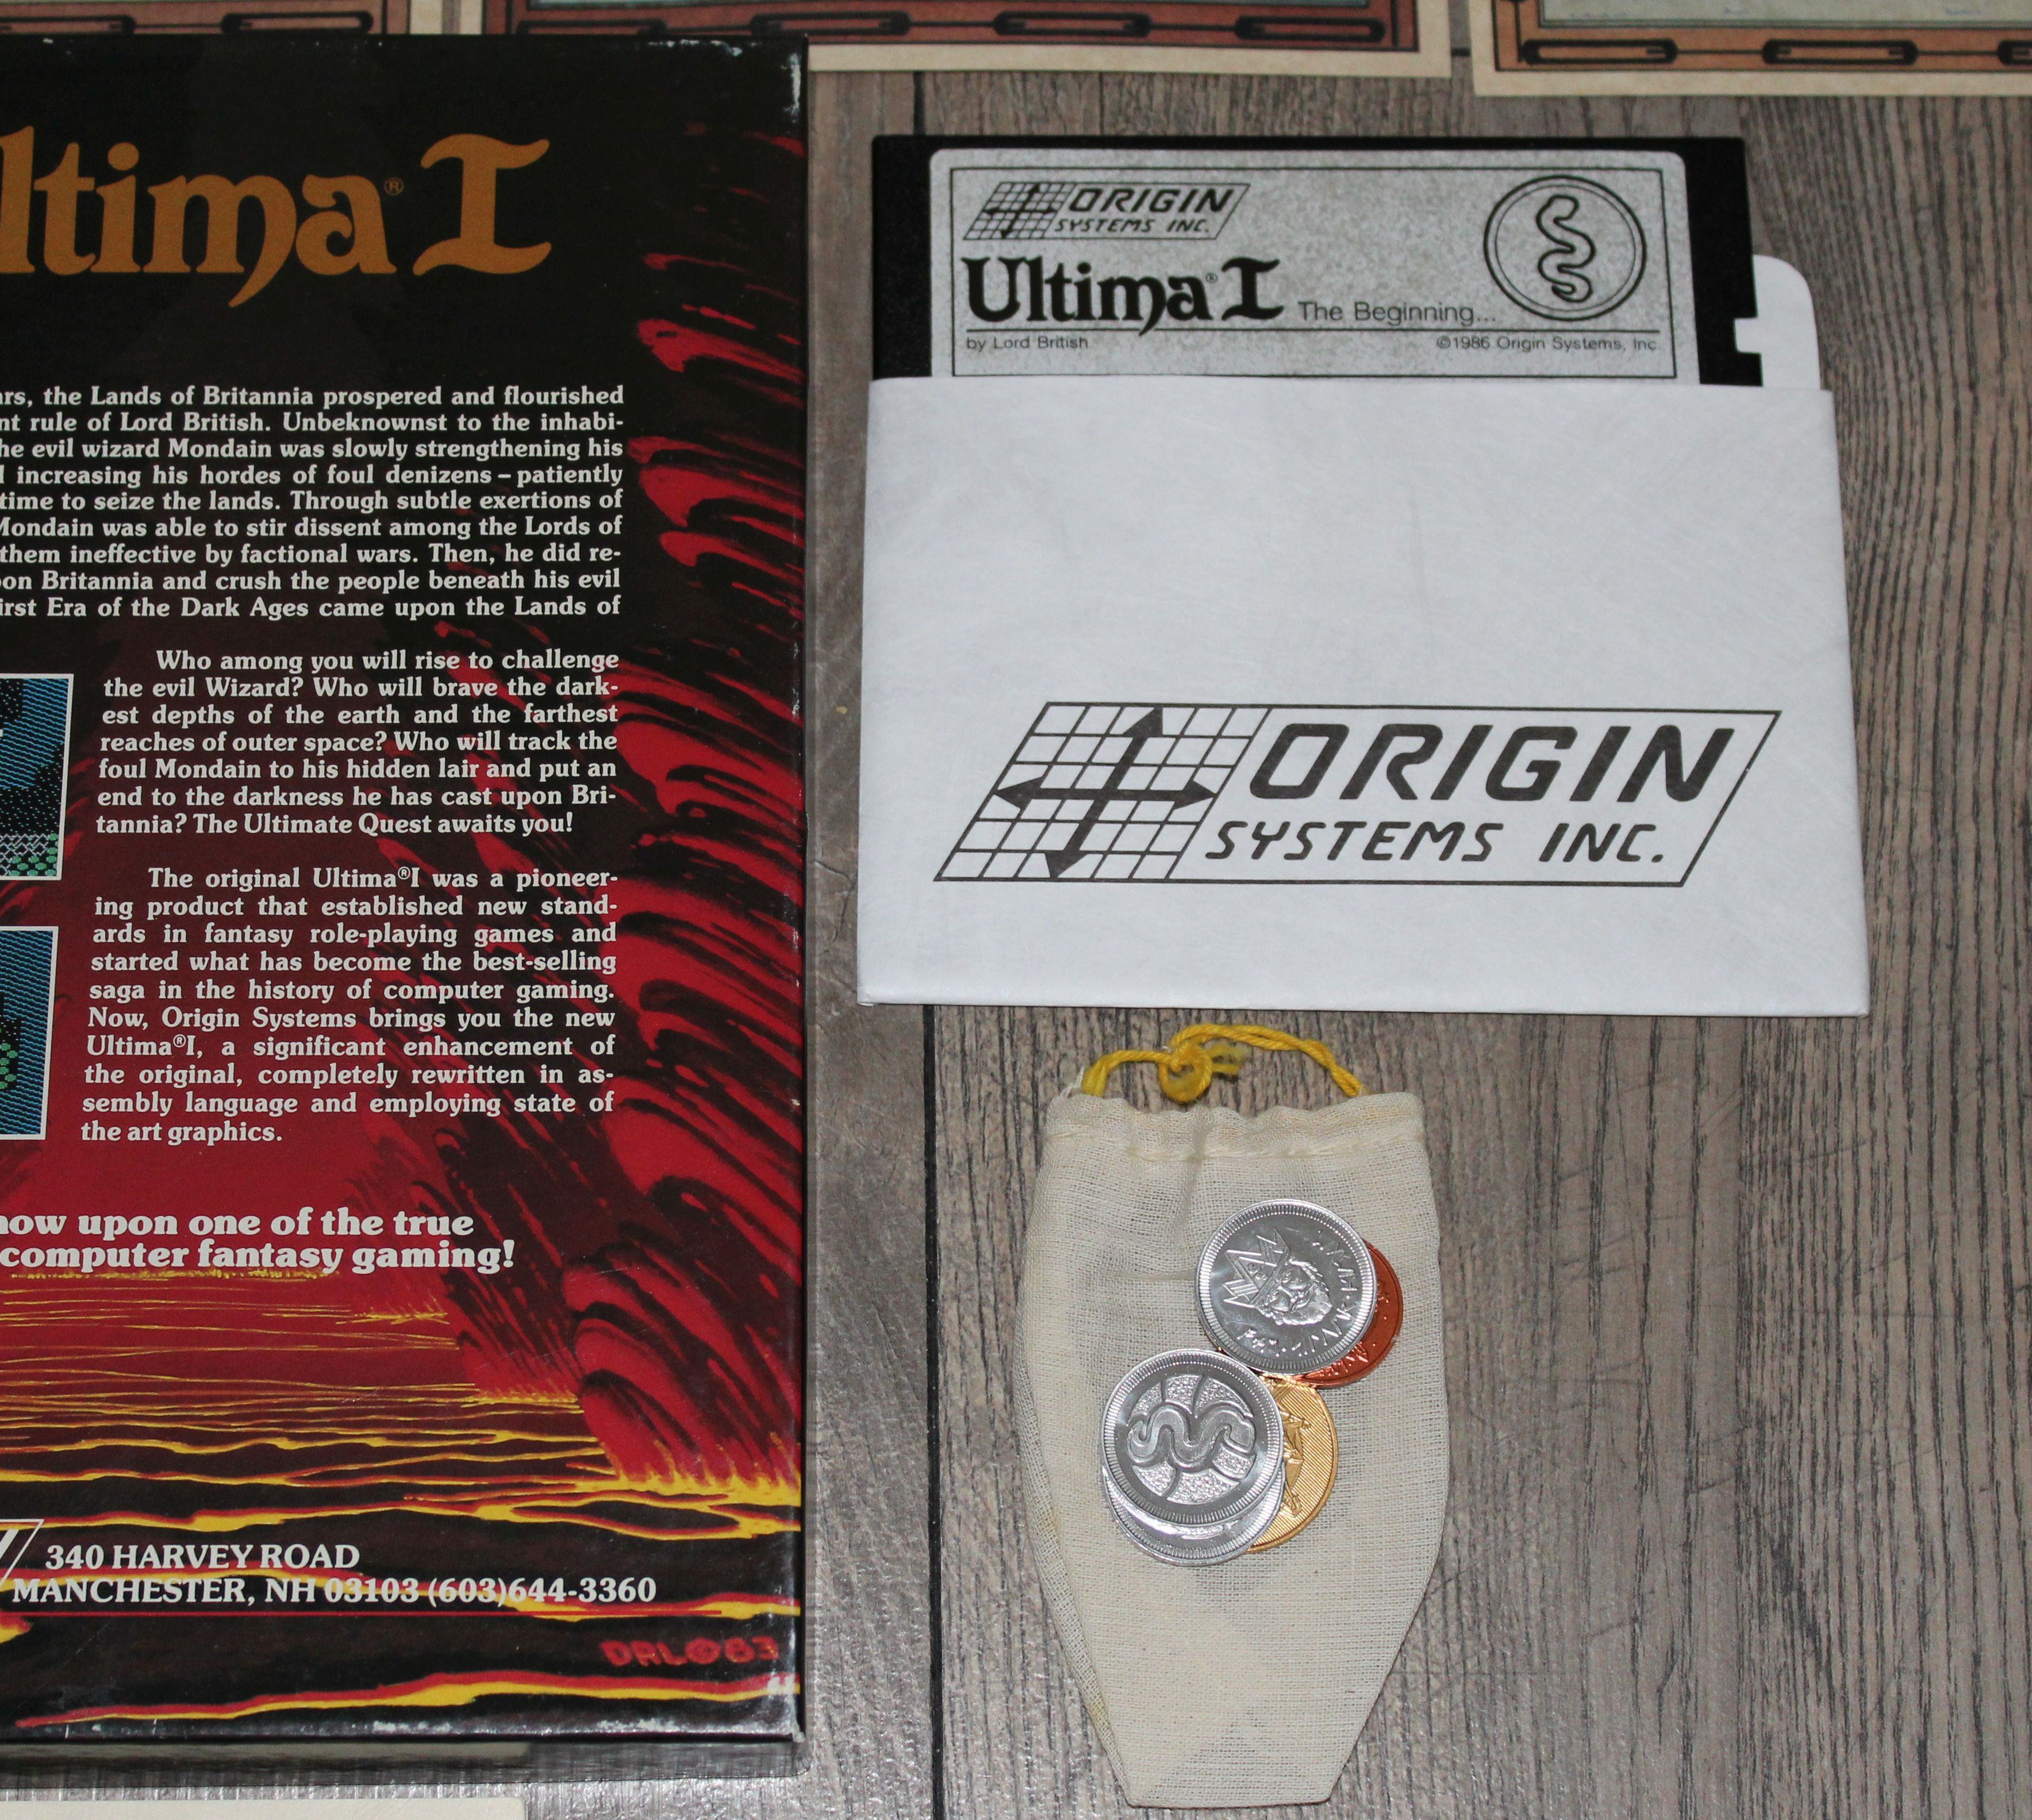 ltima® I
rs, the Lands of Britannia prospered and flourished
nt rule of Lord British. Unbeknownst to the inhabi-
he evil wizard Mondain was slowly strengthening his
l increasing his hordes of foul denizens – patiently
time to seize the lands. Through subtle exertions of
Mondain was able to stir dissent among the Lords of
them ineffective by factional wars. Then, he did re-
on Britannia and crush the people beneath his evil
irst Era of the Dark Ages came upon the Lands of
Who among you will rise to challenge
the evil Wizard? Who will brave the dark-
est depths of the earth and the farthest
reaches of outer space? Who will track the
foul Mondain to his hidden lair and put an
end to the darkness he has cast upon Bri-
tannia? The Ultimate Quest awaits you!
The original Ultima®I was a pioneer-
ing product that established new stand-
ards in fantasy role-playing games and
started what has become the best-selling
saga in the history of computer gaming.
Now, Origin Systems brings you the new
Ultima®I, a significant enhancement of
the original, completely rewritten in as-
sembly language and employing state of
the art graphics.
now upon one of the true
computer fantasy gaming!
340 HARVEY ROAD
MANCHESTER, NH 03103 (603)644-3360
DRL©83
ORIGIN
SYSTEMS INC.
Ultima® I The Beginning...
by Lord British ©1986 Origin Systems, Inc.
ORIGIN
SYSTEMS INC.